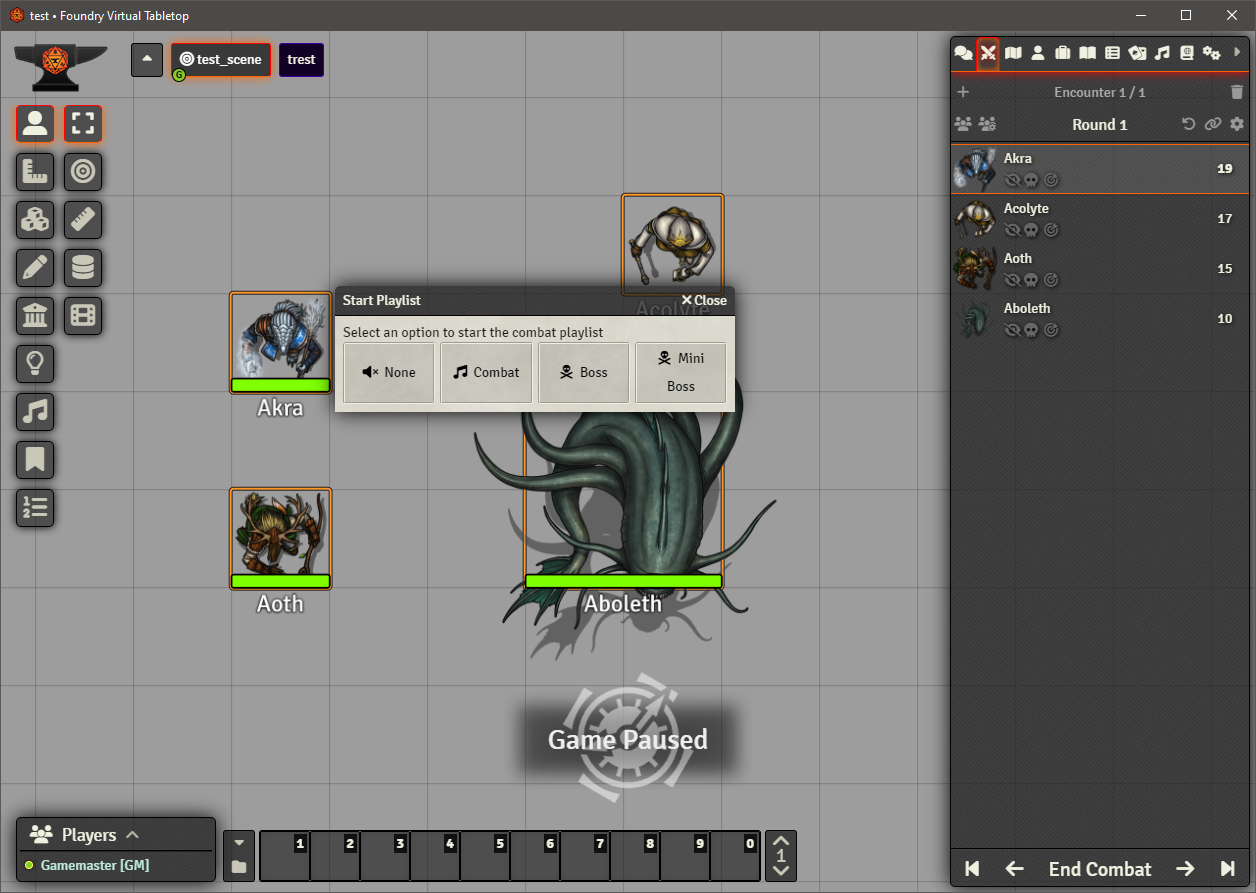 test • Foundry Virtual Tabletop
test_scene
trest
G
Encounter 1 / 1
Round 1
Akra
19
Acolyte
17
Aoth
15
Aboleth
10
Start Playlist
Close
Select an option to start the combat playlist
None
Combat
Boss
Mini
Boss
Acolyte
Akra
Aoth
Aboleth
Game Paused
Players
Gamemaster [GM]
1 2 3 4 5 6 7 8 9 0
1
End Combat